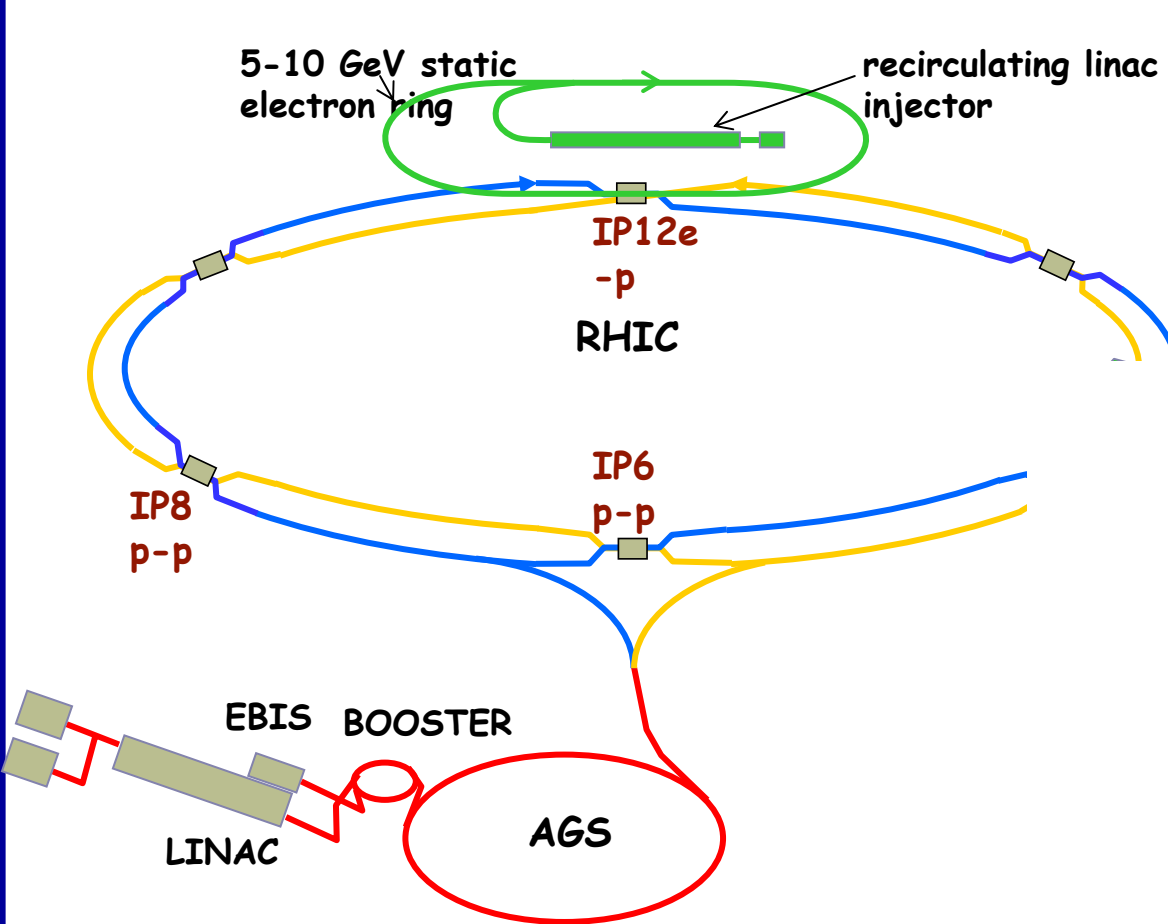 5-10 GeV static
electron ring
recirculating linac
injector
IP12e
-p
RHIC
IP6
p-p
IP8
p-p
EBIS
BOOSTER
LINAC
AGS